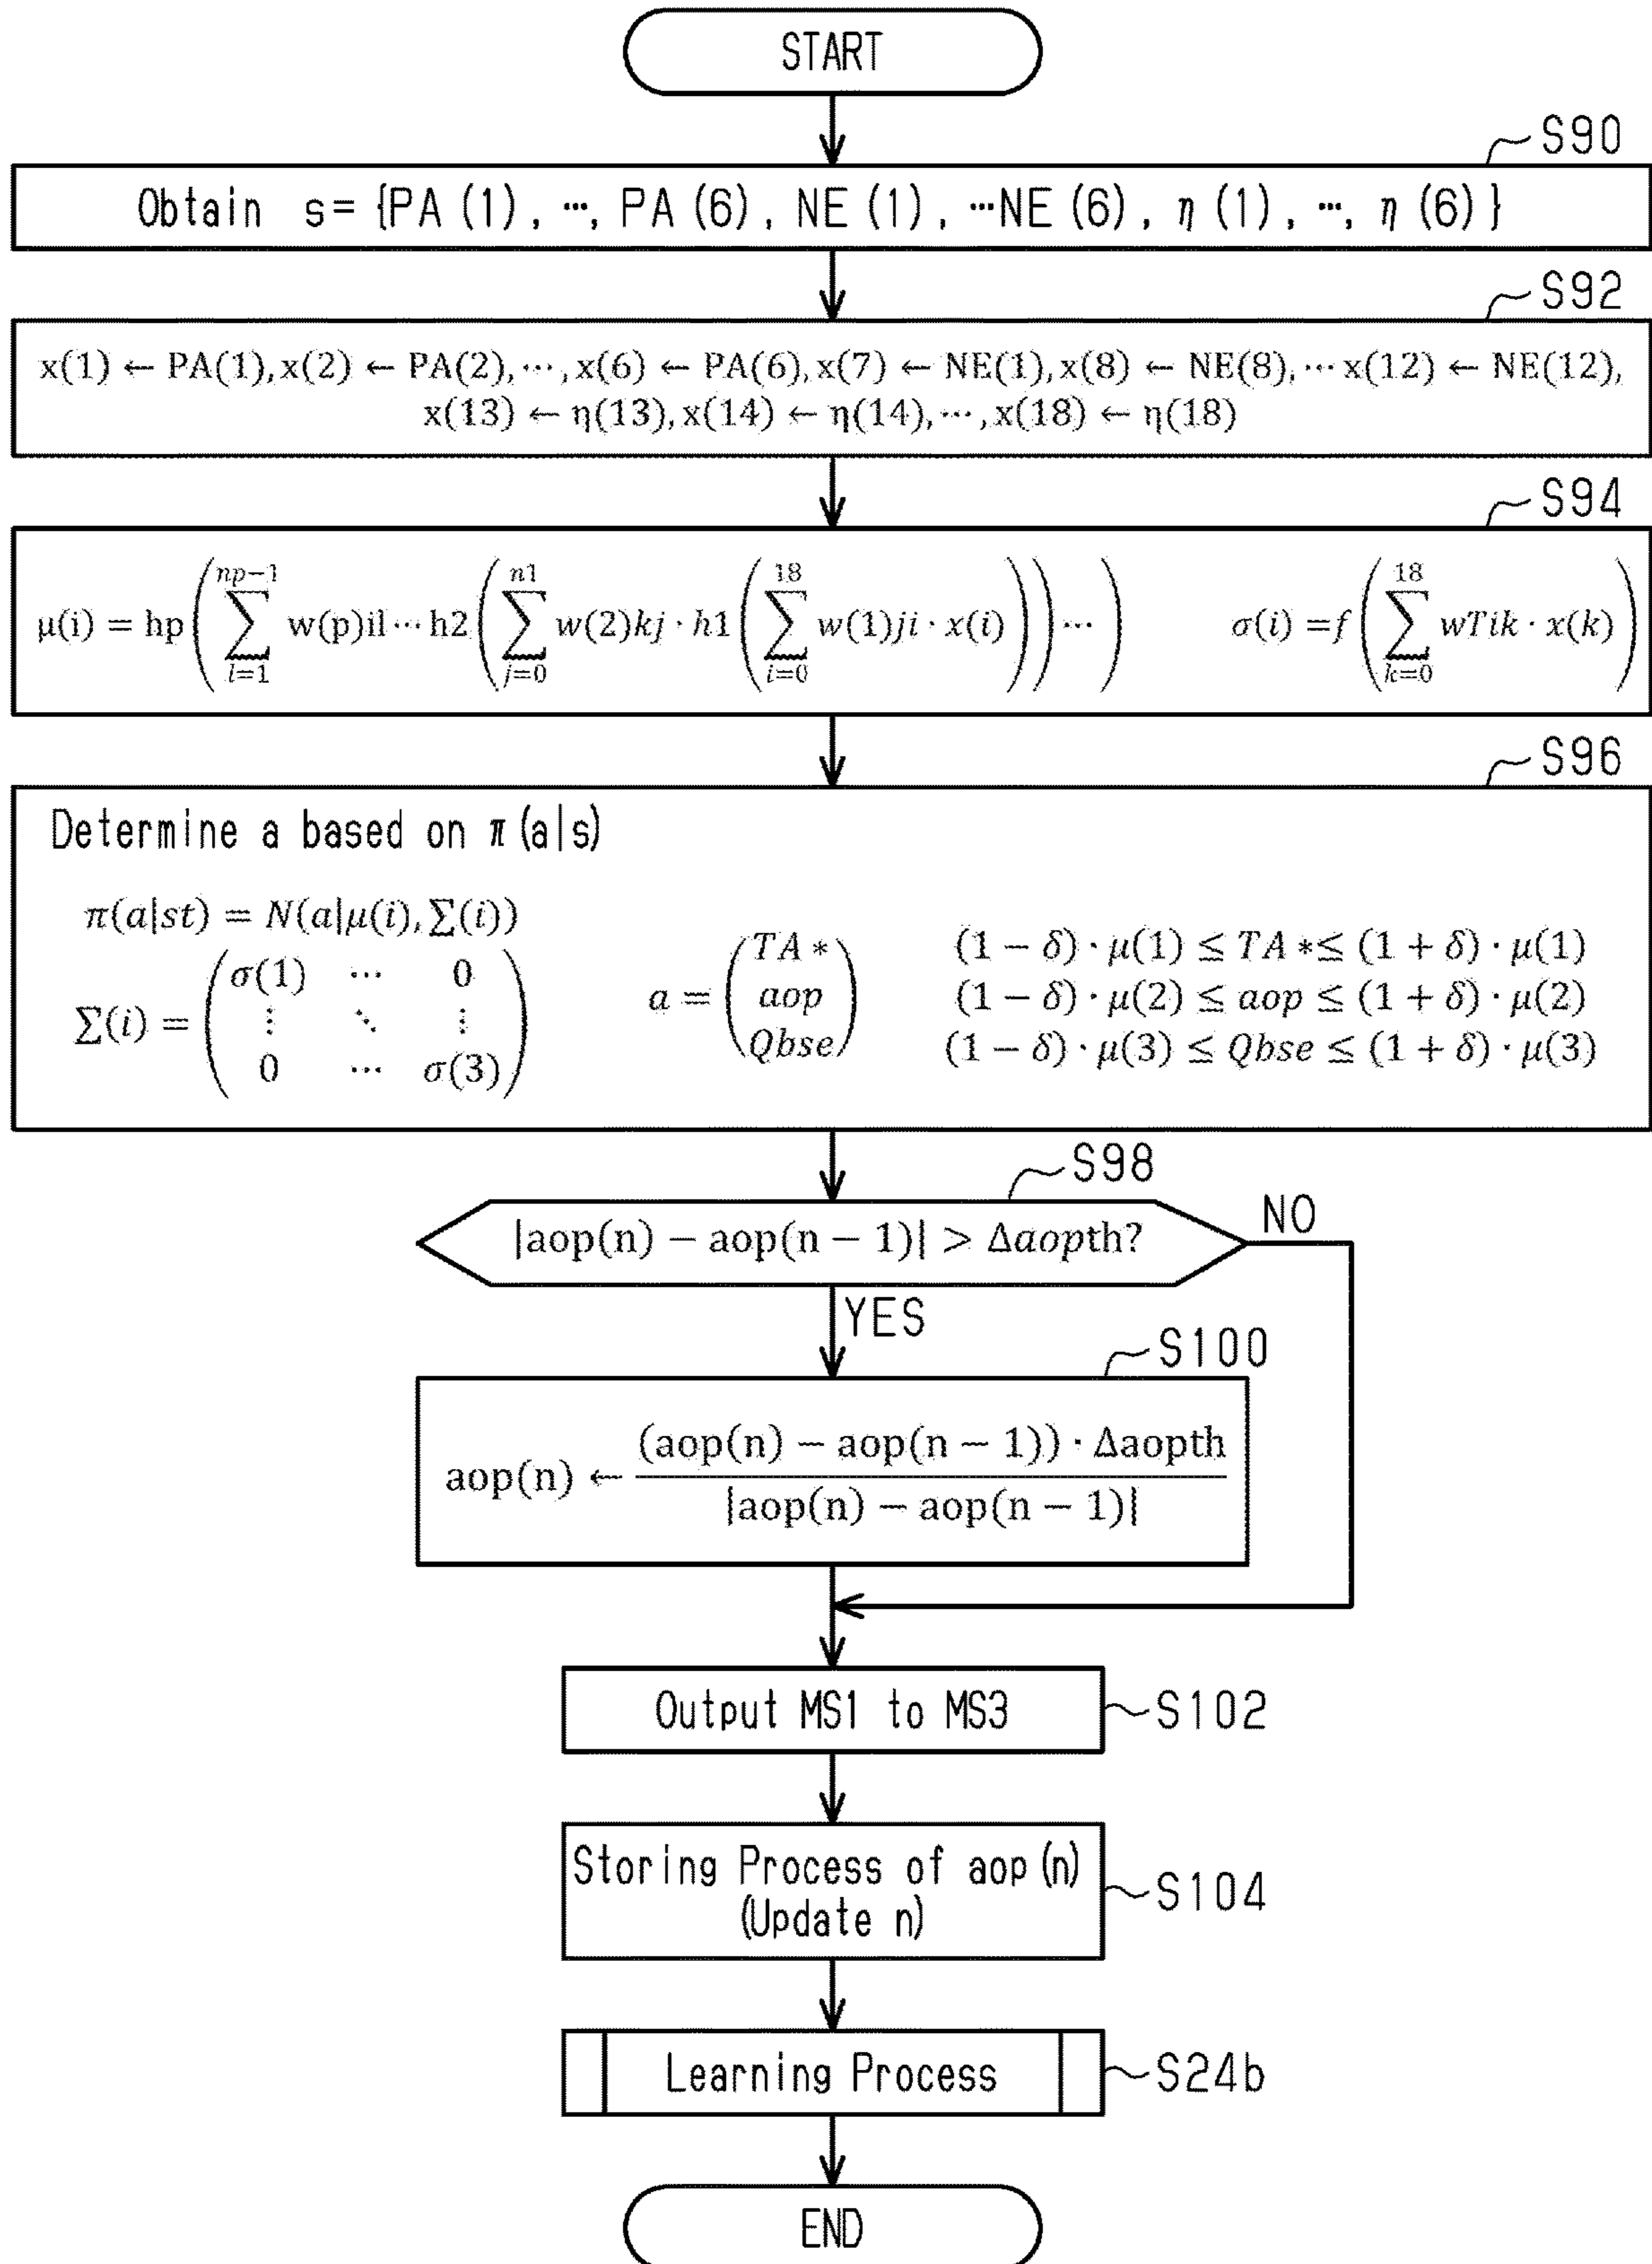 START
S90
Obtain s= {PA (1), ⋯, PA (6), NE (1), ⋯NE (6), η (1), ⋯, η (6)}
S92
x(1) ← PA(1), x(2) ← PA(2), ⋯, x(6) ← PA(6), x(7) ← NE(1), x(8) ← NE(8), ⋯ x(12) ← NE(12),
x(13) ← η(13), x(14) ← η(14), ⋯, x(18) ← η(18)
S94
μ(i) = hp(∑_{l=1}^{np−1} w(p)il⋯ h2(∑_{j=0}^{n1} w(2)kj · h1(∑_{i=0}^{18} w(1)ji · x(i)))⋯) σ(i) =f(∑_{k=0}^{18} wTik · x(k))
S96
Determine a based on π (a|s)
π(a|st) = N(a|μ(i), ∑(i))
∑(i) = (σ(1) ⋯ 0
⋮ ⋱ ⋮
0 ⋯ σ(3))
a = (TA *
aop
Qbse)
(1 − δ) · μ(1) ≤ TA *≤ (1 + δ) · μ(1)
(1 − δ) · μ(2) ≤ aop ≤ (1 + δ) · μ(2)
(1 − δ) · μ(3) ≤ Qbse ≤ (1 + δ) · μ(3)
S98
|aop(n) − aop(n − 1)| > Δaopth?
NO
YES
S100
aop(n) ← (aop(n) − aop(n − 1)) · Δaopth / |aop(n) − aop(n − 1)|
Output MS1 to MS3
S102
Storing Process of aop (n)
(Update n)
S104
Learning Process
S24b
END